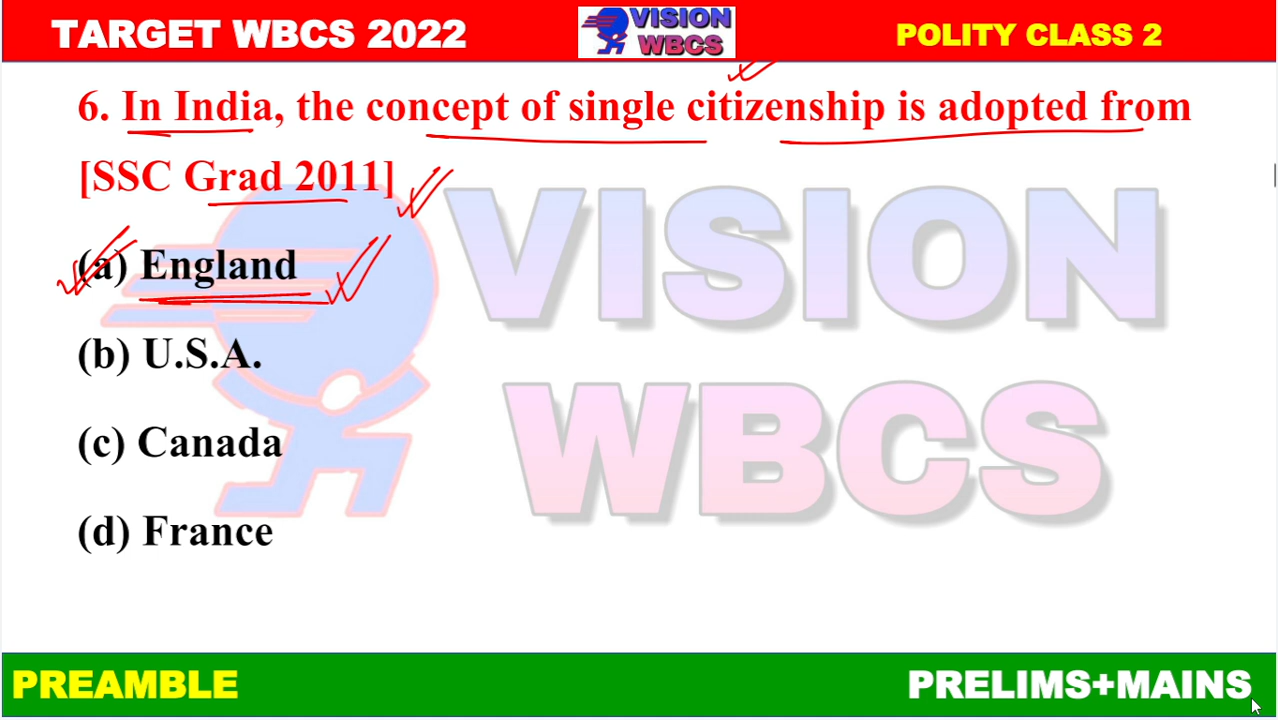 TARGET WBCS 2022
VISION
WBCS
POLITY CLASS 2
6. In India, the concept of single citizenship is adopted from
[SSC Grad 2011]
(a) England
(b) U.S.A.
(c) Canada
(d) France
VISION
WBCS
PREAMBLE
PRELIMS+MAINS